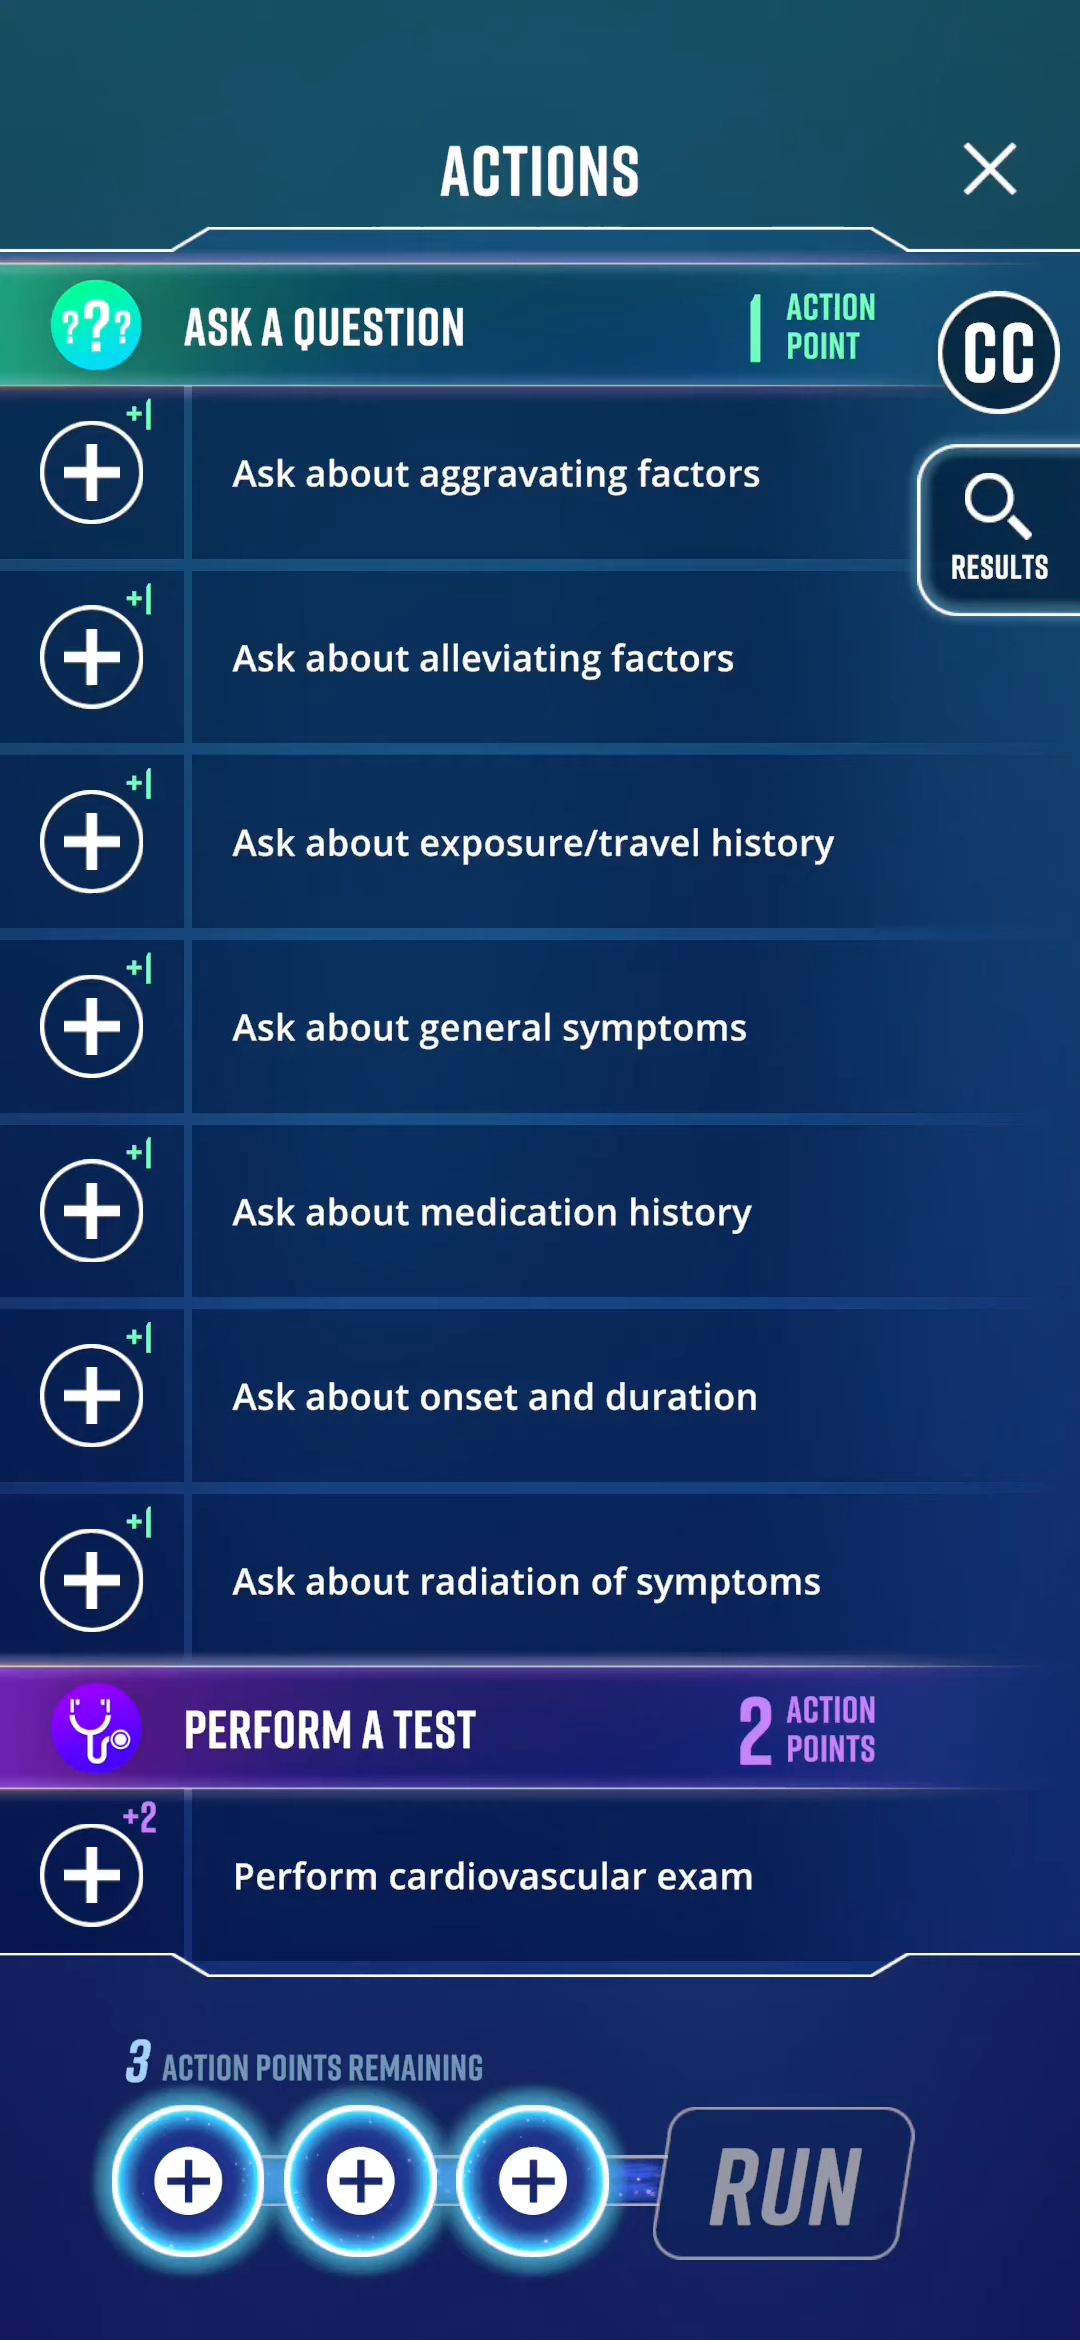 ACTIONS
??? ASK A QUESTION 1 ACTION POINT
CC
+1
Ask about aggravating factors
RESULTS
+1
Ask about alleviating factors
+1
Ask about exposure/travel history
+1
Ask about general symptoms
+1
Ask about medication history
+1
Ask about onset and duration
+1
Ask about radiation of symptoms
PERFORM A TEST 2 ACTION POINTS
+2
Perform cardiovascular exam
3 ACTION POINTS REMAINING
RUN